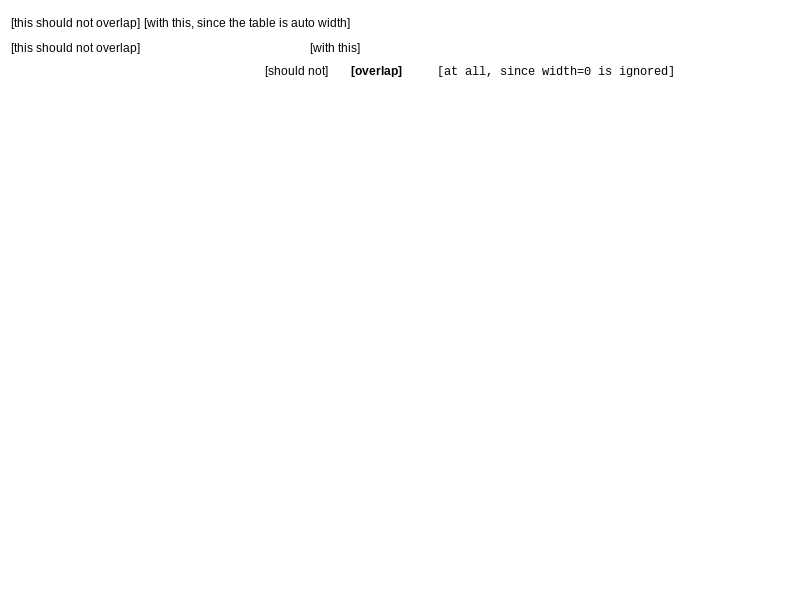 [this should not overlap] [with this, since the table is auto width]
[this should not overlap] [with this]
[should not] [overlap] [at all, since width=0 is ignored]